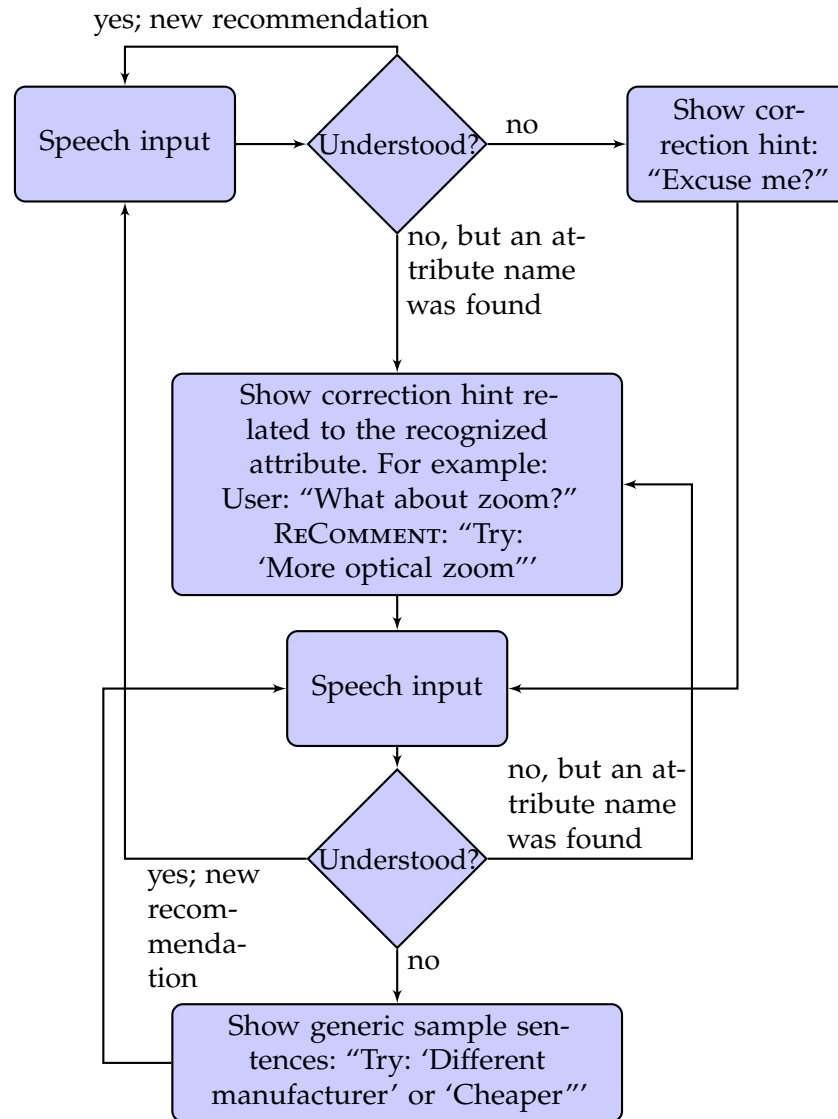 yes; new recommendation
Speech input
Understood?
no
Show cor-
rection hint:
“Excuse me?”
no, but an at-
tribute name
was found
Show correction hint re-
lated to the recognized
attribute. For example:
User: “What about zoom?”
RECOMMENT: “Try:
‘More optical zoom”’
Speech input
no, but an at-
tribute name
was found
Understood?
yes; new
recom-
menda-
tion
no
Show generic sample sen-
tences: “Try: ‘Different
manufacturer’ or ‘Cheaper”’